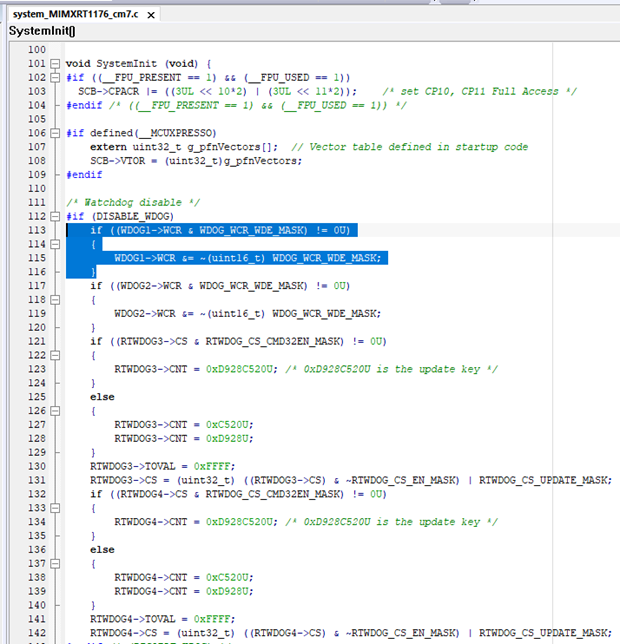 system_MIMXRT1176_cm7.c x
SystemInit()
100
101 void SystemInit (void) {
102 #if ((__FPU_PRESENT == 1) && (__FPU_USED == 1))
103 SCB->CPACR |= ((3UL << 10*2) | (3UL << 11*2)); /* set CP10, CP11 Full Access */
104 #endif /* ((__FPU_PRESENT == 1) && (__FPU_USED == 1)) */
105
106 #if defined(__MCUXPRESSO)
107 extern uint32_t g_pfnVectors[]; // Vector table defined in startup code
108 SCB->VTOR = (uint32_t)g_pfnVectors;
109 #endif
110
111 /* Watchdog disable */
112 #if (DISABLE_WDOG)
113 if ((WDOG1->WCR & WDOG_WCR_WDE_MASK) != 0U)
114 {
115 WDOG1->WCR &= ~(uint16_t) WDOG_WCR_WDE_MASK;
116 }
117 if ((WDOG2->WCR & WDOG_WCR_WDE_MASK) != 0U)
118 {
119 WDOG2->WCR &= ~(uint16_t) WDOG_WCR_WDE_MASK;
120 }
121 if ((RTWDOG3->CS & RTWDOG_CS_CMD32EN_MASK) != 0U)
122 {
123 RTWDOG3->CNT = 0xD928C520U; /* 0xD928C520U is the update key */
124 }
125 else
126 {
127 RTWDOG3->CNT = 0xC520U;
128 RTWDOG3->CNT = 0xD928U;
129 }
130 RTWDOG3->TOVAL = 0xFFFF;
131 RTWDOG3->CS = (uint32_t) ((RTWDOG3->CS) & ~RTWDOG_CS_EN_MASK) | RTWDOG_CS_UPDATE_MASK;
132 if ((RTWDOG4->CS & RTWDOG_CS_CMD32EN_MASK) != 0U)
133 {
134 RTWDOG4->CNT = 0xD928C520U; /* 0xD928C520U is the update key */
135 }
136 else
137 {
138 RTWDOG4->CNT = 0xC520U;
139 RTWDOG4->CNT = 0xD928U;
140 }
141 RTWDOG4->TOVAL = 0xFFFF;
142 RTWDOG4->CS = (uint32_t) ((RTWDOG4->CS) & ~RTWDOG_CS_EN_MASK) | RTWDOG_CS_UPDATE_MASK;